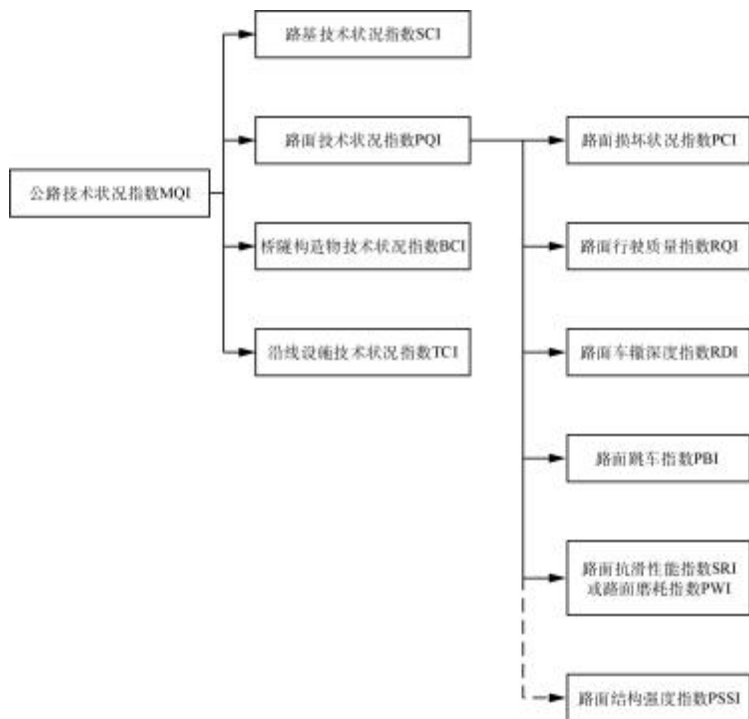 路基技术状况指数SCI
路面技术状况指数PQI
路面损坏状况指数PCI
公路技术状况指数MQI
桥隧构造物技术状况指数BCI
路面行驶质量指数RQI
沿线设施技术状况指数TCI
路面车辙深度指数RDI
路面跳车指数PBI
路面抗滑性能指数SRI
或路面磨耗指数PWI
路面结构强度指数PSSI